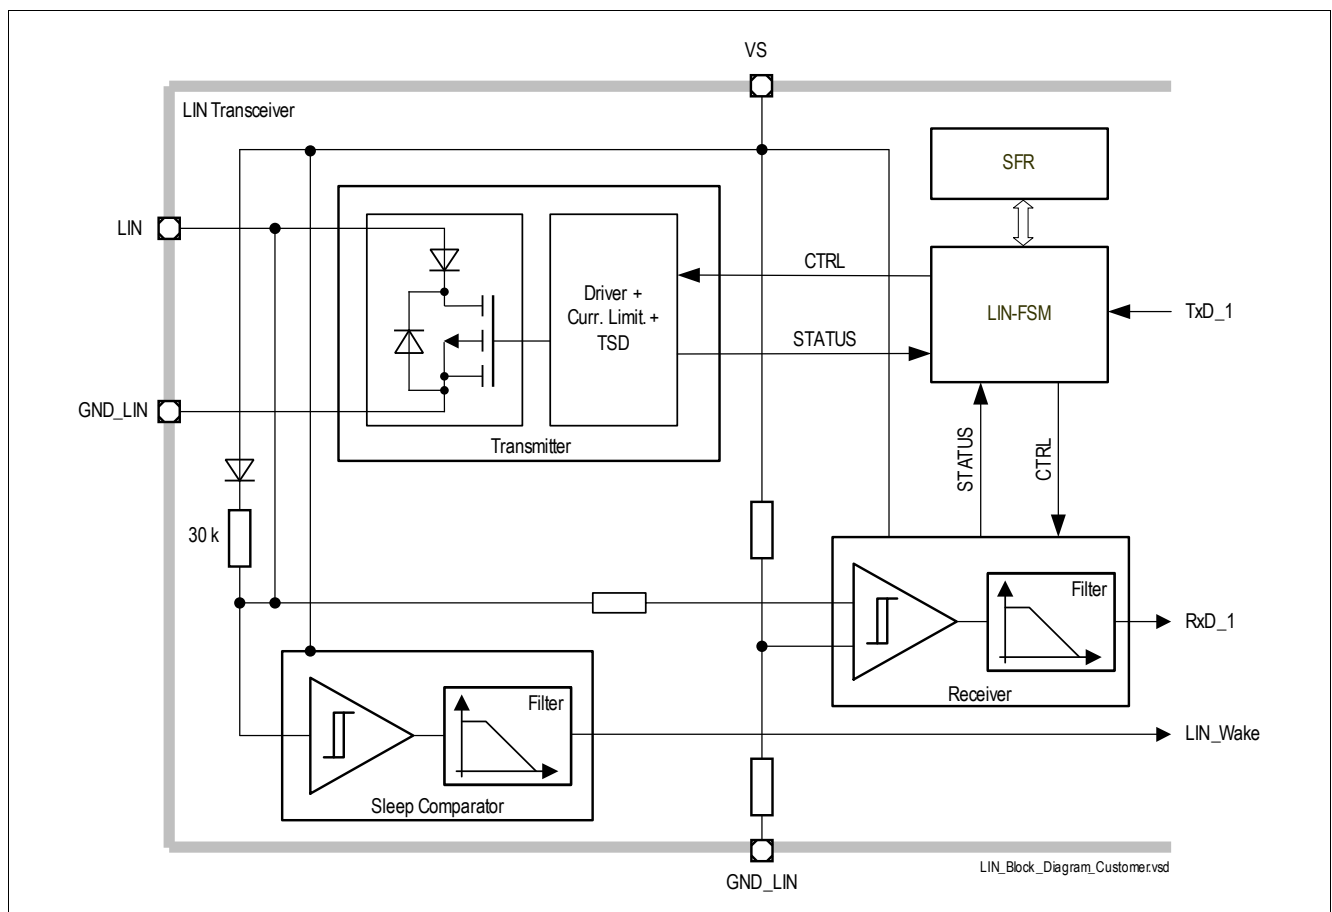 VS
LIN Transceiver
SFR
LIN
CTRL
Driver +
Curr. Limit. +
TSD
LIN-FSM
TxD_1
STATUS
GND_LIN
Transmitter
STATUS
CTRL
30 k
Filter
RxD_1
Receiver
Filter
LIN_Wake
Sleep Comparator
LIN_Block_Diagram_Customer.vsd
GND_LIN